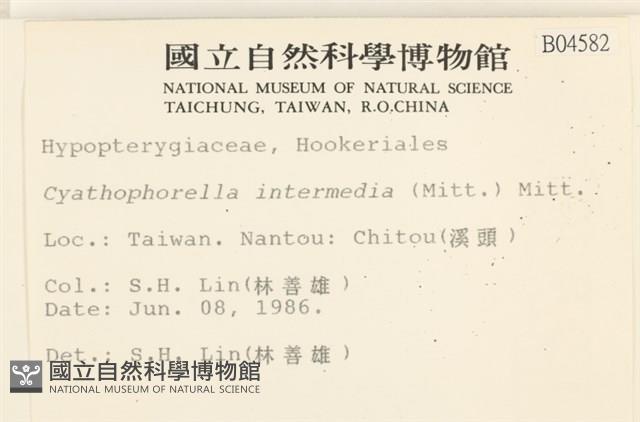 國立自然科學博物館
B04582
NATIONAL MUSEUM OF NATURAL SCIENCE
TAICHUNG, TAIWAN, R.O.CHINA
Hypopterygiaceae, Hookeriales
Cyathophorella intermedia (Mitt.) Mitt.
Loc.: Taiwan. Nantou: Chitou(溪頭)
Col.: S.H. Lin(林善雄)
Date: Jun. 08, 1986.
Det.: S.H. Lin(林善雄)
國立自然科學博物館
NATIONAL MUSEUM OF NATURAL SCIENCE